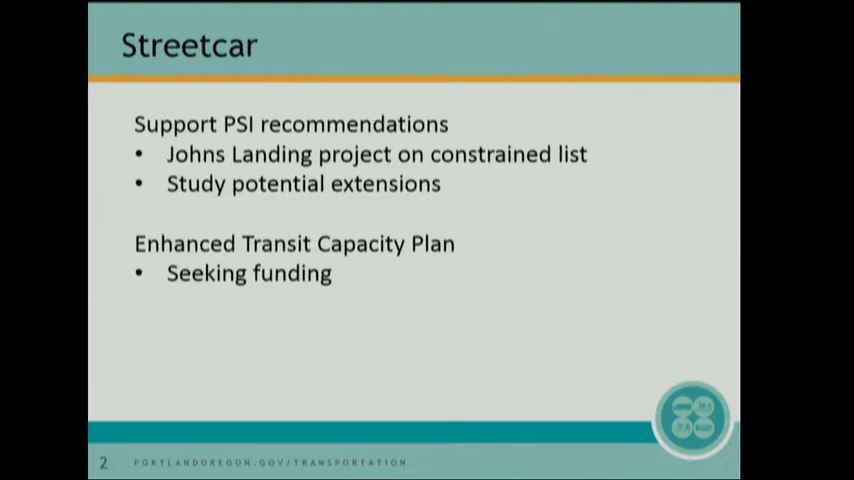 Streetcar
Support PSI recommendations
• Johns Landing project on constrained list
• Study potential extensions
Enhanced Transit Capacity Plan
• Seeking funding
2 PORTLANDOREGON.GOV/TRANSPORTATION